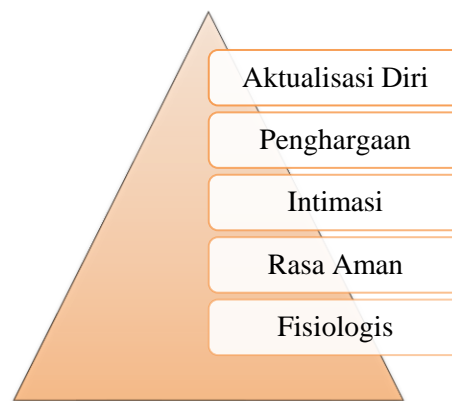 Aktualisasi Diri
Penghargaan
Intimasi
Rasa Aman
Fisiologis